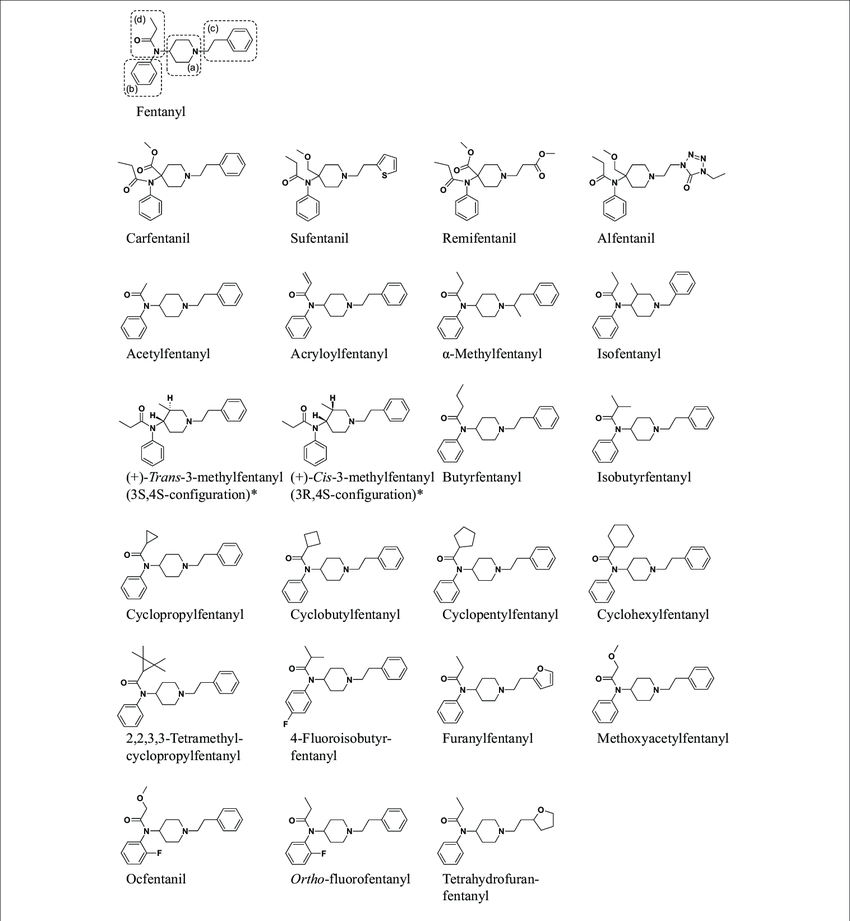 (d)
(c)
O
N
N
(a)
(b)
Fentanyl
O
O
O
N
N
O
N
O
N
S
O
O
O
N
N
O
O
O
O
N
N
N
N
N
N
O
O
Carfentanil
Sufentanil
Remifentanil
Alfentanil
O
N
N
O
N
N
O
N
N
O
N
N
Acetylfentanyl
Acryloylfentanyl
α-Methylfentanyl
Isofentanyl
O
H
H
N
N
O
H
H
N
N
O
N
N
O
N
N
(+)-Trans-3-methylfentanyl
(3S,4S-configuration)*
(+)-Cis-3-methylfentanyl
(3R,4S-configuration)*
Butyrfentanyl
Isobutyrfentanyl
O
N
N
O
N
N
O
N
N
O
N
N
Cyclopropylfentanyl
Cyclobutylfentanyl
Cyclopentylfentanyl
Cyclohexylfentanyl
O
N
N
O
N
N
F
O
N
N
O
O
O
N
N
2,2,3,3-Tetramethyl-
cyclopropylfentanyl
4-Fluoroisobutyr-
fentanyl
Furanylfentanyl
Methoxyacetylfentanyl
O
O
N
N
F
O
N
N
F
O
N
N
O
Ocfentanil
Ortho-fluorofentanyl
Tetrahydrofuran-
fentanyl